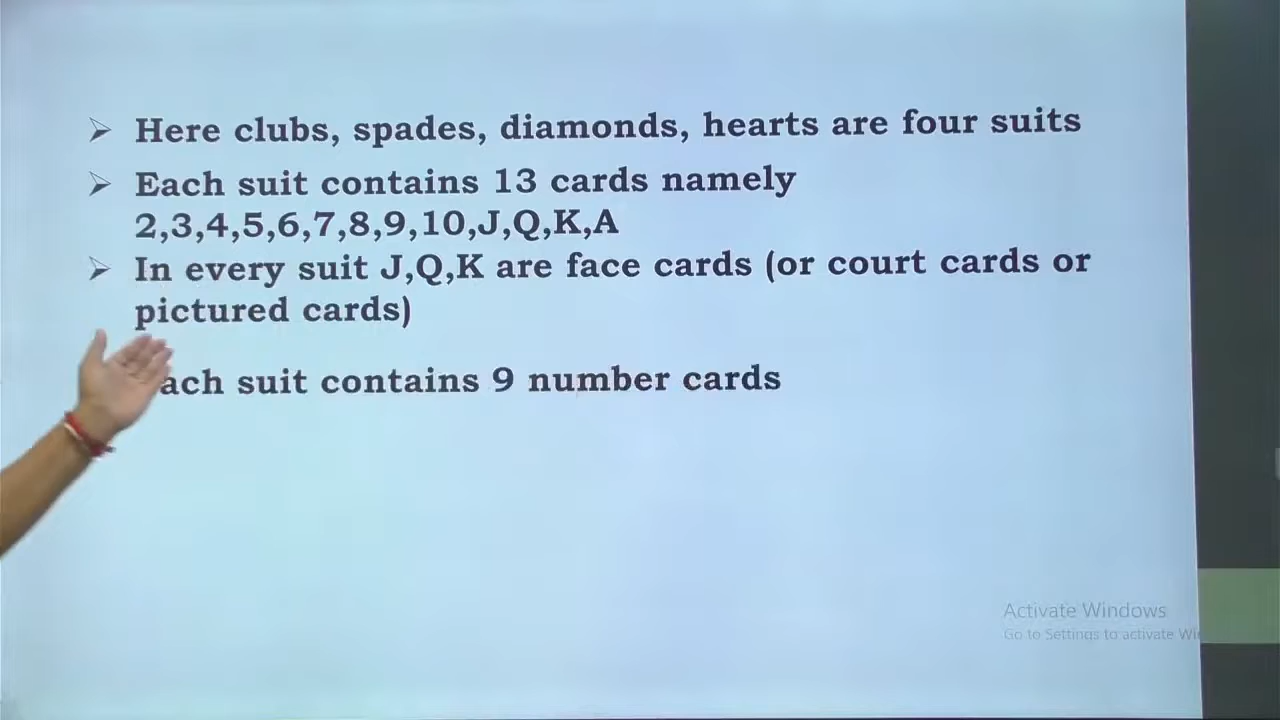 Here clubs, spades, diamonds, hearts are four suits
Each suit contains 13 cards namely
2,3,4,5,6,7,8,9,10,J,Q,K,A
In every suit J,Q,K are face cards (or court cards or
pictured cards)
ach suit contains 9 number cards
Activate Windows
Go to Settings to activate Wi